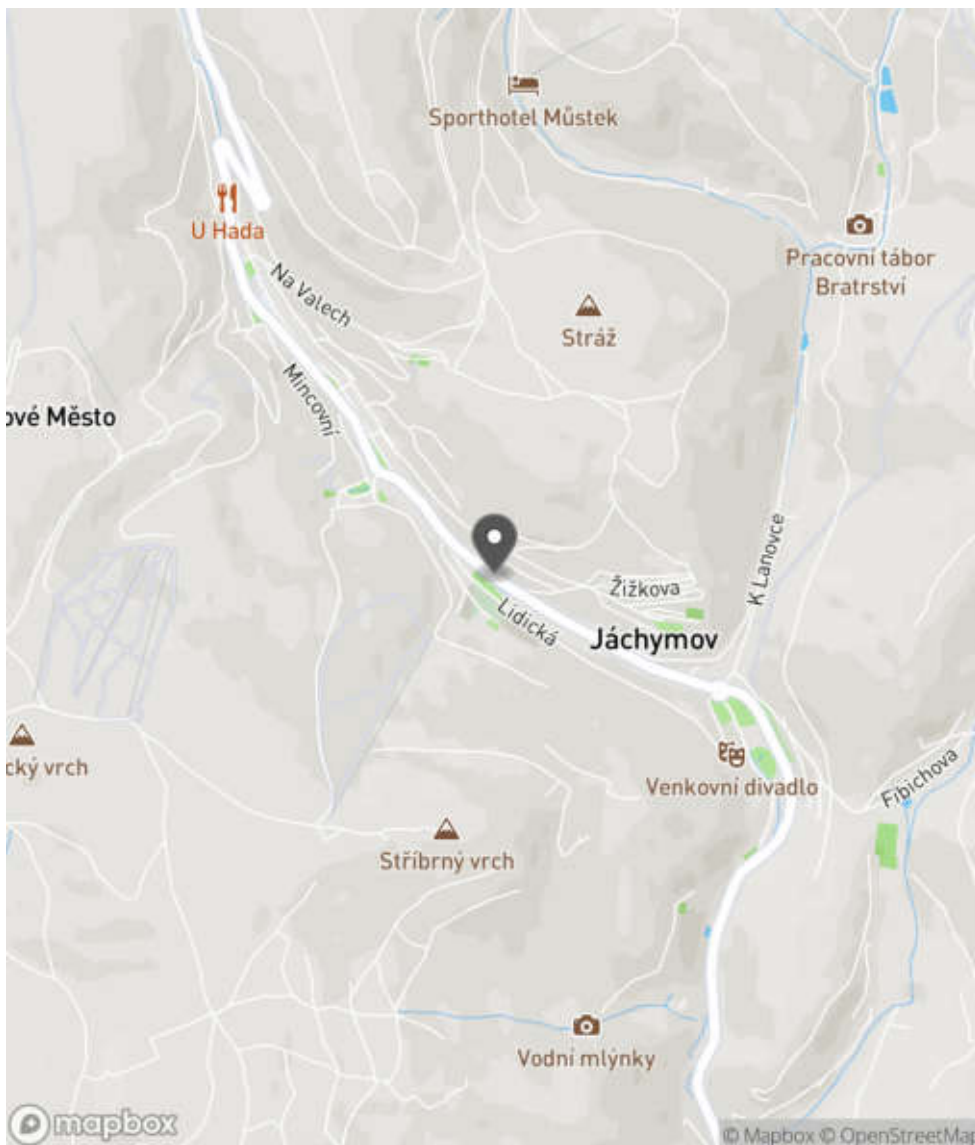 Sporthotel Můstek
U Hada
Pracovní tábor
Bratrství
Na Valech
Stráž
Mincovní
ové Město
K Lanovce
Žižkova
Lidická
Jáchymov
cký vrch
Venkovní divadlo
Fibichova
Stříbrný vrch
Vodní mlýnky
mapbox
© Mapbox © OpenStreetMap